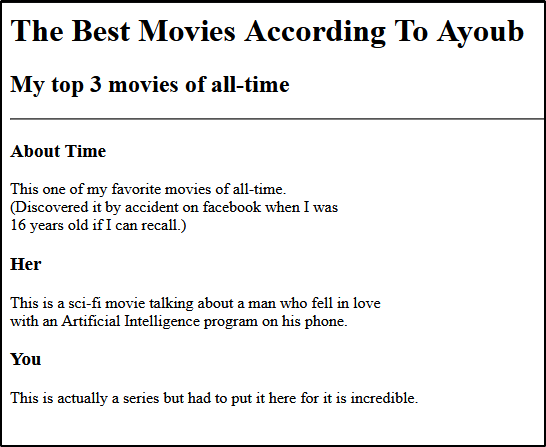 The Best Movies According To Ayoub
My top 3 movies of all-time
About Time
This one of my favorite movies of all-time.
(Discovered it by accident on facebook when I was
16 years old if I can recall.)
Her
This is a sci-fi movie talking about a man who fell in love
with an Artificial Intelligence program on his phone.
You
This is actually a series but had to put it here for it is incredible.